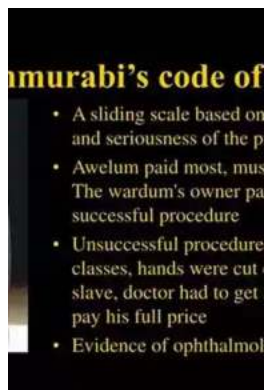 nmurabi's code of
• A sliding scale based on
and seriousness of the p
• Awelum paid most, mus
The wardum's owner pa
successful procedure
• Unsuccessful procedure
classes, hands were cut
slave, doctor had to get
pay his full price
• Evidence of ophthalmol